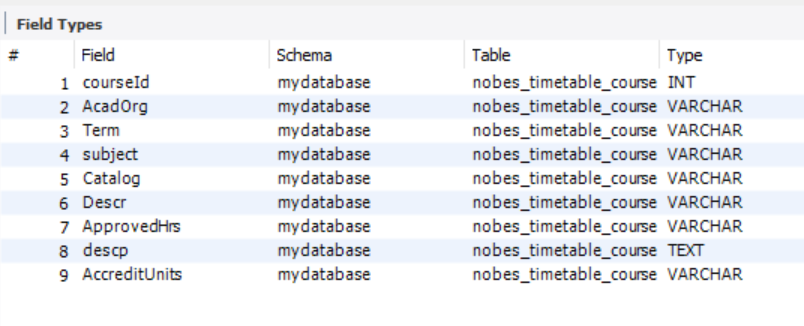 Field Types
# Field Schema Table Type
1 courseId mydatabase nobes_timetable_course INT
2 AcadOrg mydatabase nobes_timetable_course VARCHAR
3 Term mydatabase nobes_timetable_course VARCHAR
4 subject mydatabase nobes_timetable_course VARCHAR
5 Catalog mydatabase nobes_timetable_course VARCHAR
6 Descr mydatabase nobes_timetable_course VARCHAR
7 ApprovedHrs mydatabase nobes_timetable_course VARCHAR
8 descp mydatabase nobes_timetable_course TEXT
9 AccreditUnits mydatabase nobes_timetable_course VARCHAR